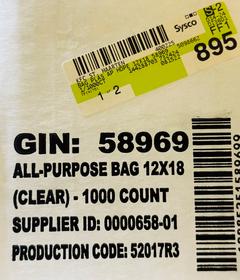 Sysco
895
1 of 2
GIN: 58969
ALL-PURPOSE BAG 12X18
(CLEAR) - 1000 COUNT
SUPPLIER ID: 0000658-01
PRODUCTION CODE: 52017R3